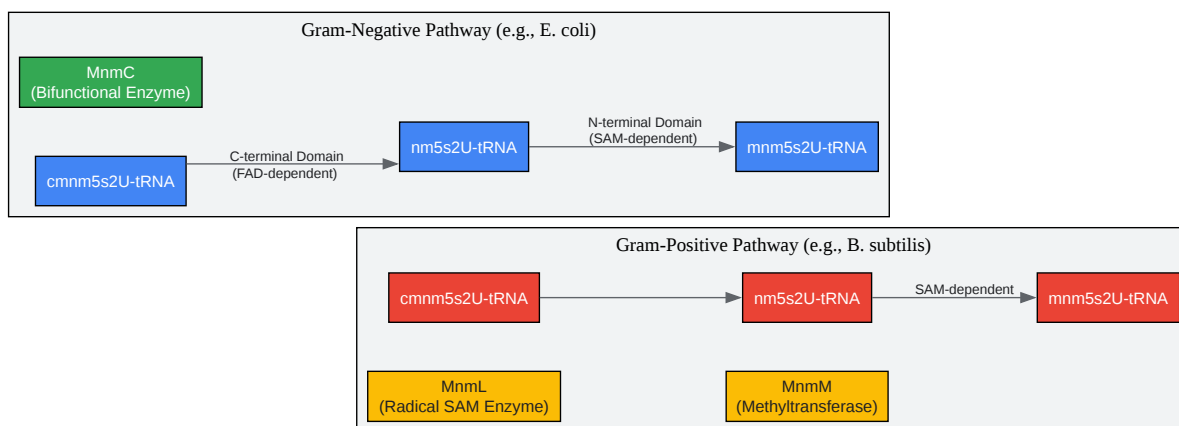 Gram-Negative Pathway (e.g., E. coli)
MnmC
(Bifunctional Enzyme)
cmnm5s2U-tRNA
C-terminal Domain
(FAD-dependent)
nm5s2U-tRNA
N-terminal Domain
(SAM-dependent)
mnm5s2U-tRNA
Gram-Positive Pathway (e.g., B. subtilis)
cmnm5s2U-tRNA
nm5s2U-tRNA
SAM-dependent
mnm5s2U-tRNA
MnmL
(Radical SAM Enzyme)
MnmM
(Methyltransferase)